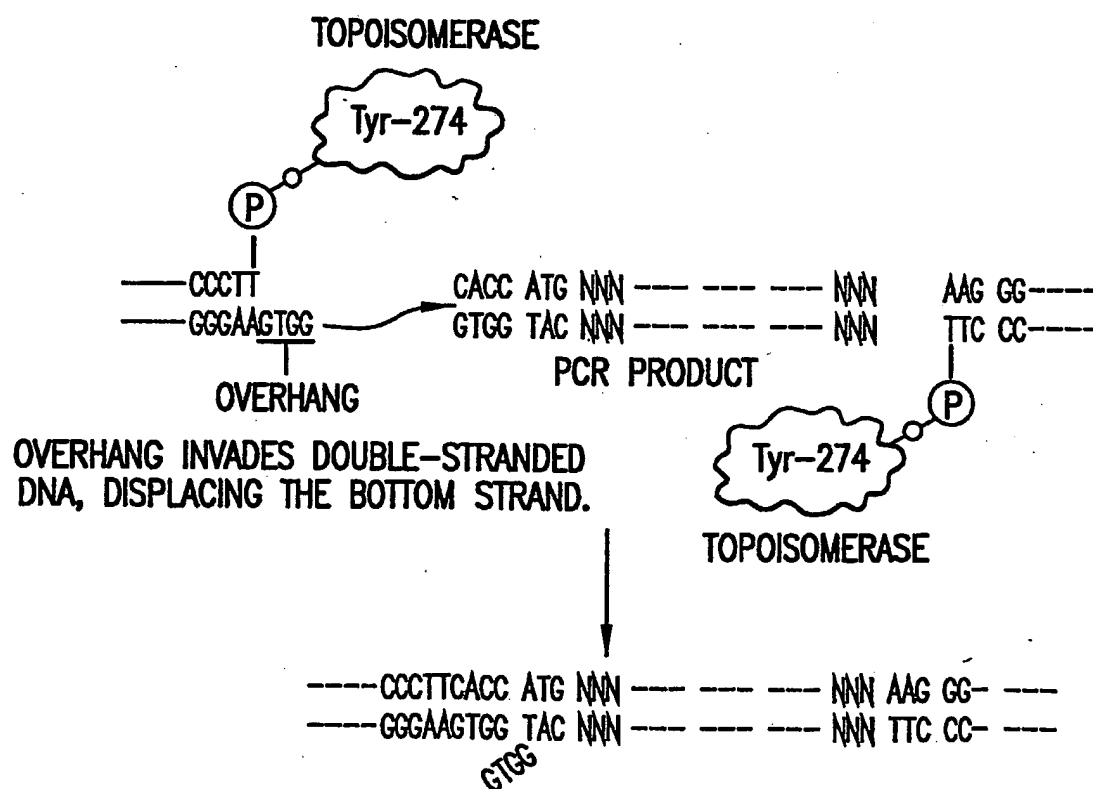 TOPOISOMERASE
Tyr-274
P
CCCTT
GGGAAGTGG
OVERHANG
CACC ATG NNN --- --- --- NNN AAG GG----
GTGG TAC NNN --- --- --- NNN TTC CC----
PCR PRODUCT
P
Tyr-274
TOPOISOMERASE
OVERHANG INVADES DOUBLE-STRANDED
DNA, DISPLACING THE BOTTOM STRAND.
----CCCTTCACC ATG NNN --- --- --- NNN AAG GG- ---
----GGGAAGTGG TAC NNN --- --- --- NNN TTC CC- ---
GTGG